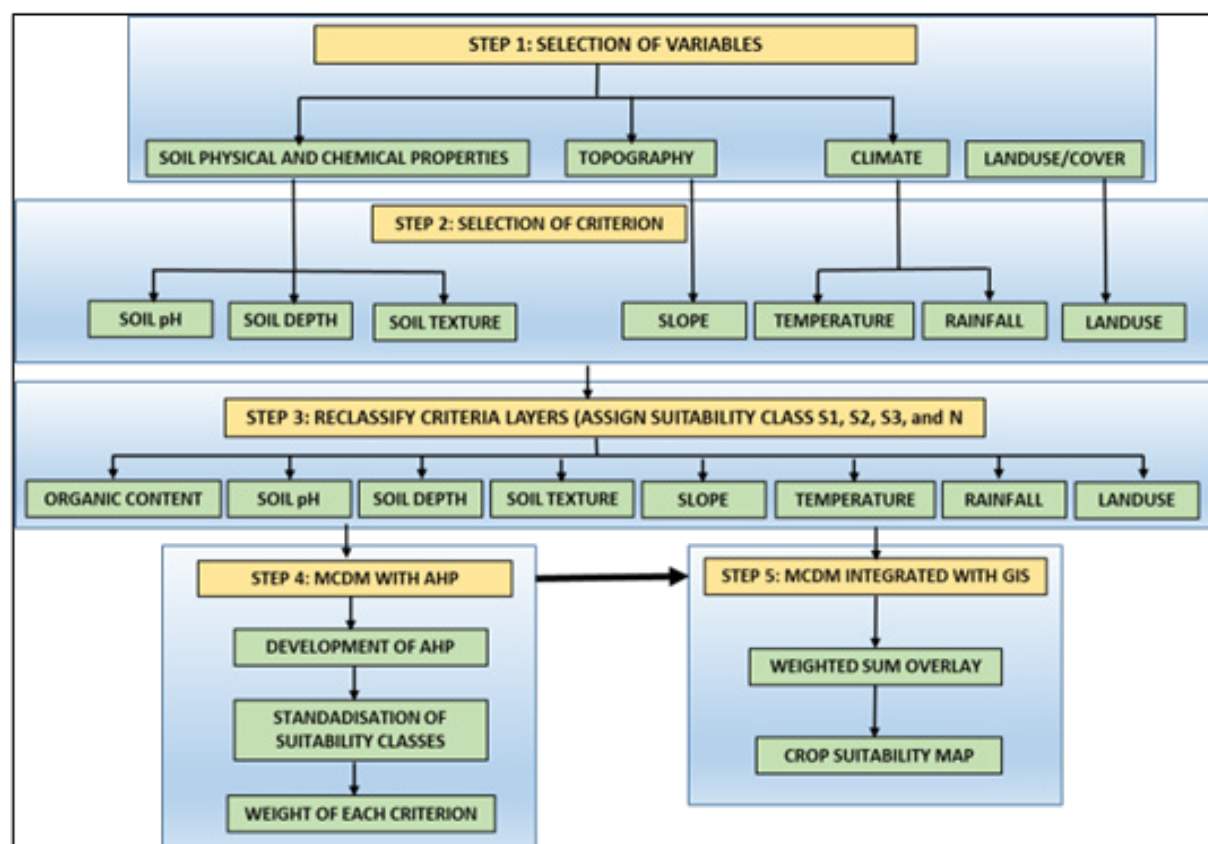 STEP 1: SELECTION OF VARIABLES
SOIL PHYSICAL AND CHEMICAL PROPERTIES
TOPOGRAPHY
CLIMATE
LANDUSE/COVER
STEP 2: SELECTION OF CRITERION
SOIL pH
SOIL DEPTH
SOIL TEXTURE
SLOPE
TEMPERATURE
RAINFALL
LANDUSE
STEP 3: RECLASSIFY CRITERIA LAYERS (ASSIGN SUITABILITY CLASS S1, S2, S3, and N
ORGANIC CONTENT
SOIL pH
SOIL DEPTH
SOIL TEXTURE
SLOPE
TEMPERATURE
RAINFALL
LANDUSE
STEP 4: MCDM WITH AHP
DEVELOPMENT OF AHP
STANDADISATION OF
SUITABILITY CLASSES
WEIGHT OF EACH CRITERION
STEP 5: MCDM INTEGRATED WITH GIS
WEIGHTED SUM OVERLAY
CROP SUITABILITY MAP